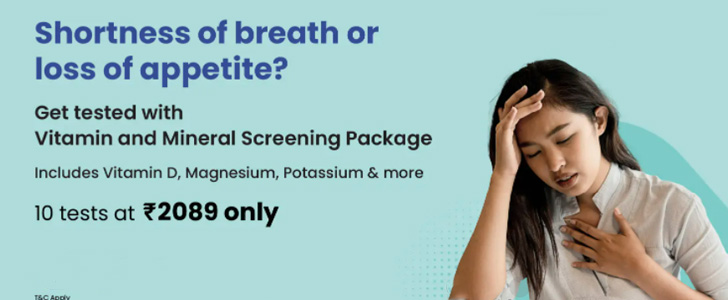 Shortness of breath or
loss of appetite?
Get tested with
Vitamin and Mineral Screening Package
Includes Vitamin D, Magnesium, Potassium & more
10 tests at ₹2089 only
T&C Apply